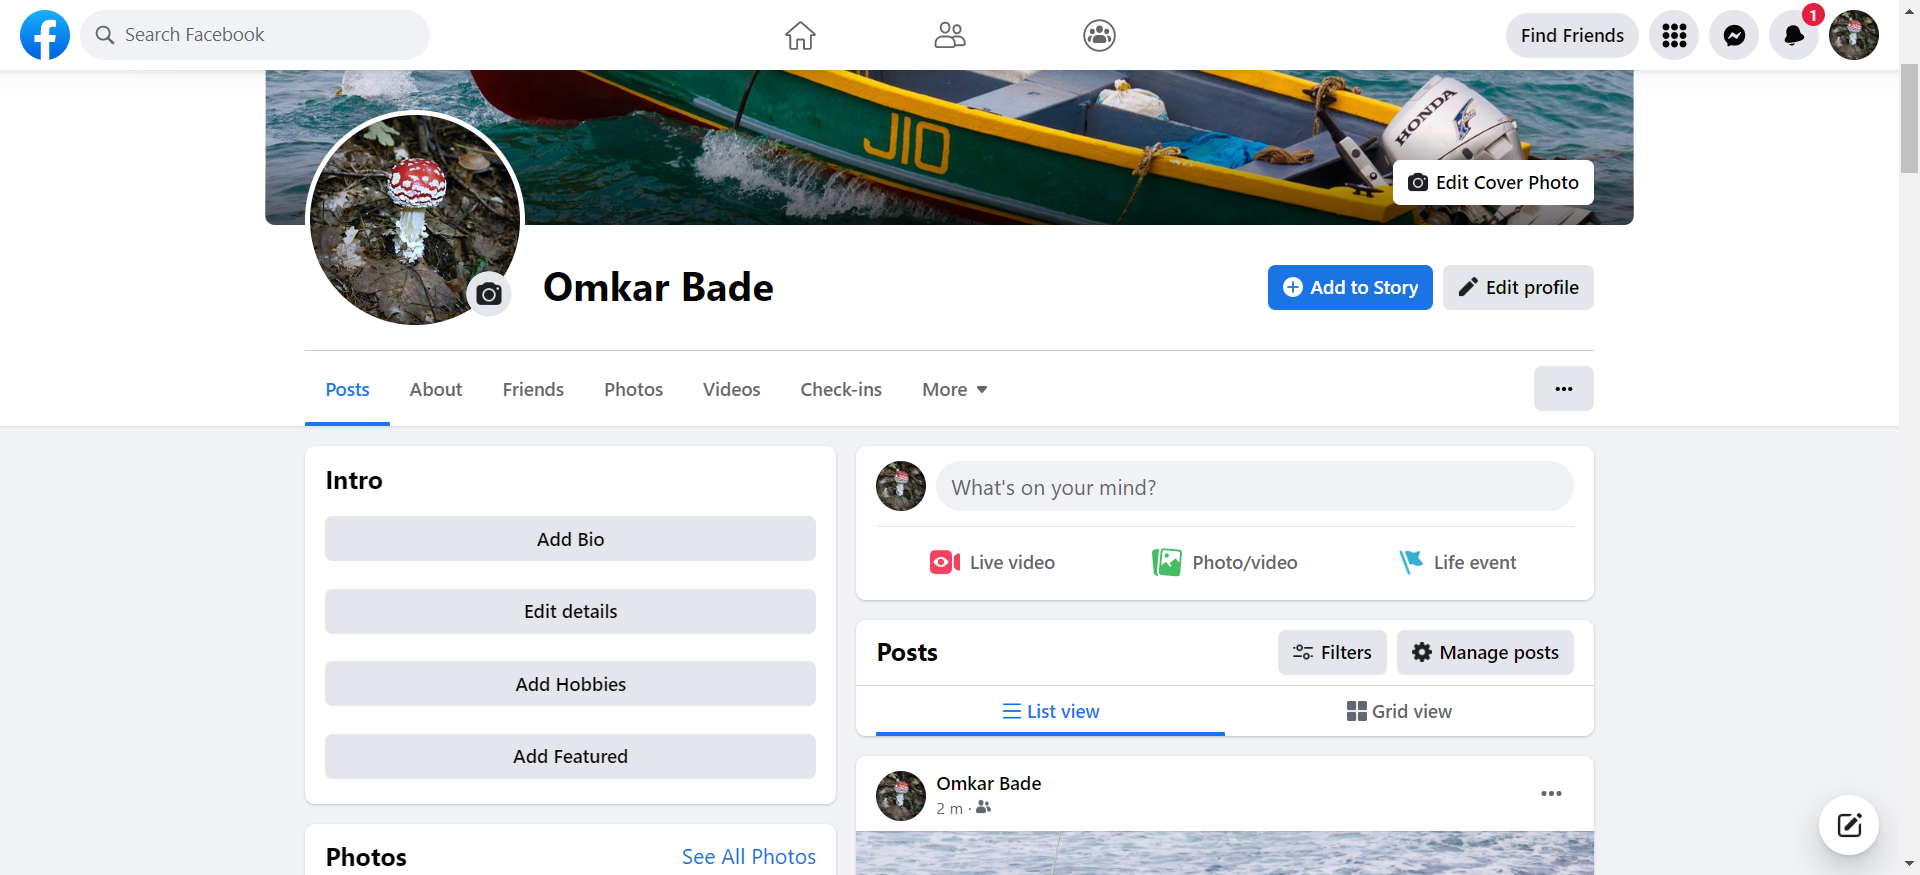 Search Facebook
Find Friends
1
JIO
HONDA
Edit Cover Photo
Omkar Bade
Add to Story
Edit profile
Posts
About
Friends
Photos
Videos
Check-ins
More
Intro
Add Bio
Edit details
Add Hobbies
Add Featured
Photos
See All Photos
What's on your mind?
Live video
Photo/video
Life event
Posts
Filters
Manage posts
List view
Grid view
Omkar Bade
2 m ·